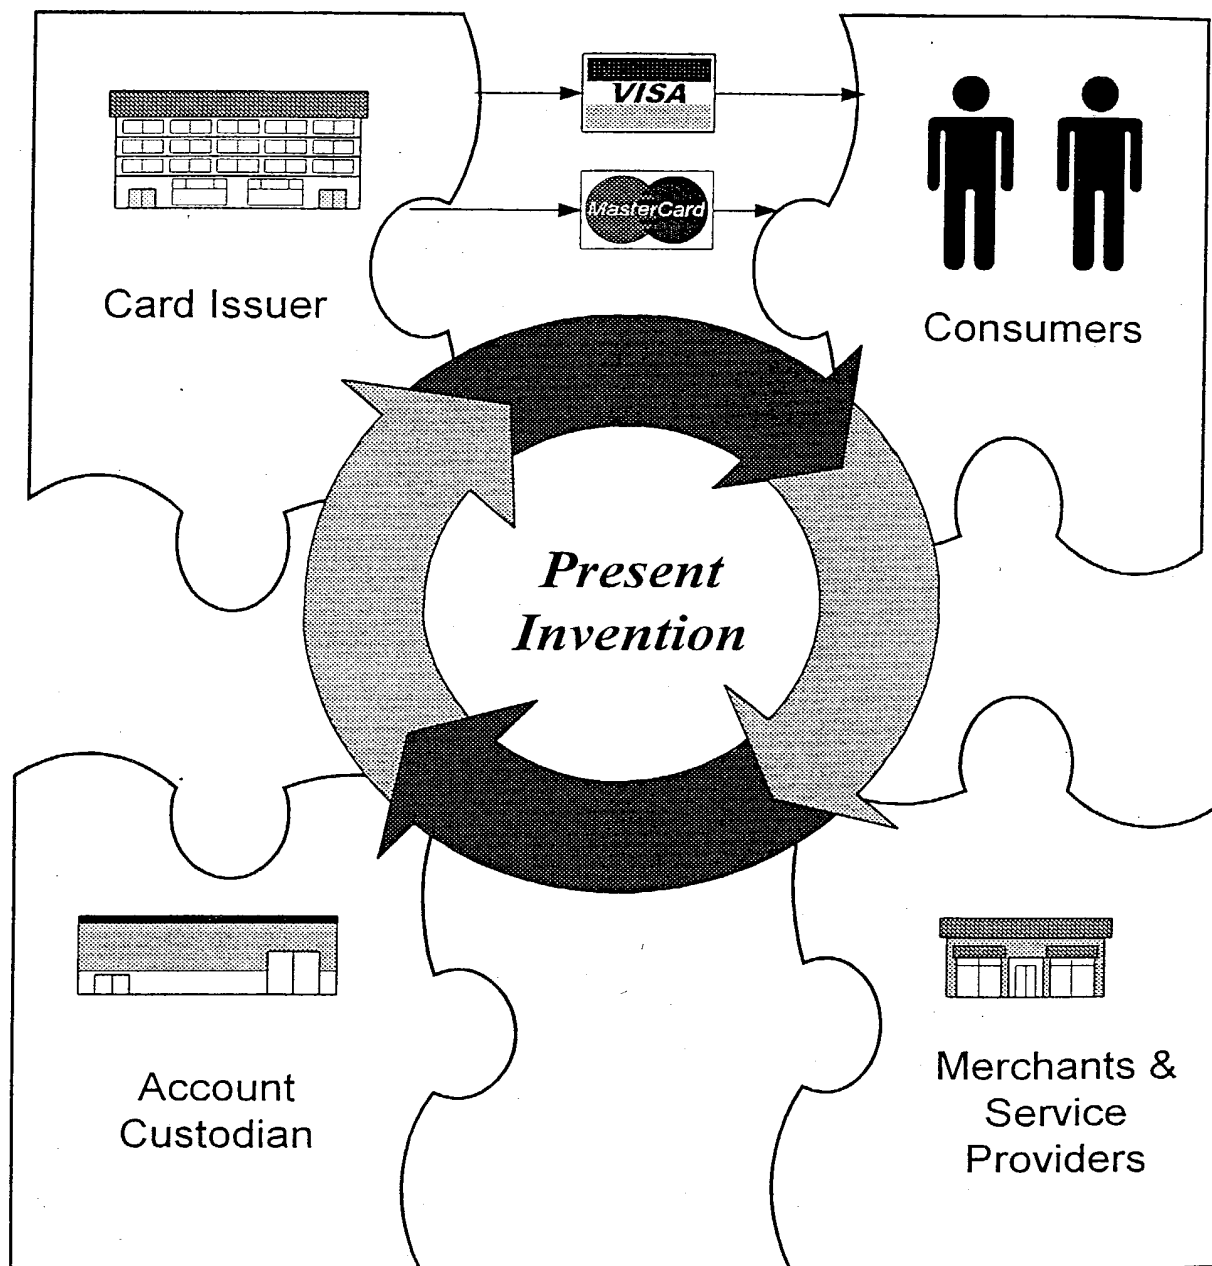 VISA
MasterCard
Card Issuer
Consumers
Present
Invention
Account
Custodian
Merchants &
Service
Providers